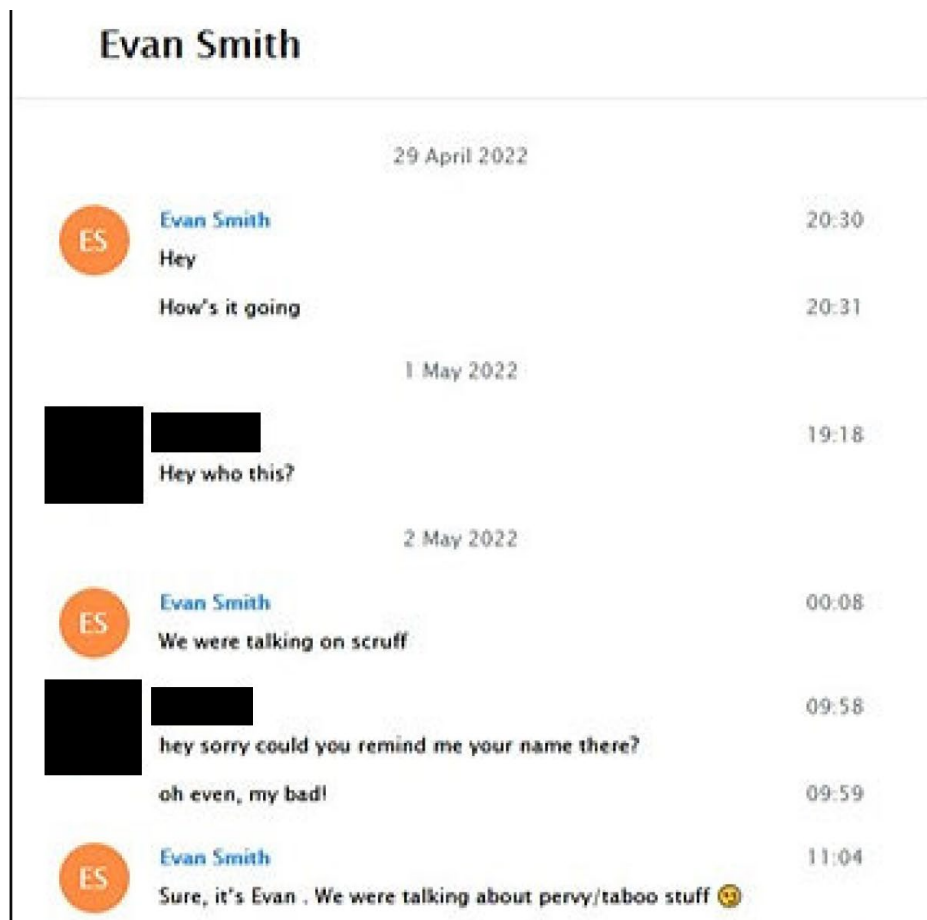 Evan Smith
29 April 2022
ES
Evan Smith 20:30
Hey
How's it going 20:31
1 May 2022
19:18
Hey who this?
2 May 2022
ES
Evan Smith 00:08
We were talking on scruff
09:58
hey sorry could you remind me your name there?
oh even, my bad! 09:59
ES
Evan Smith 11:04
Sure, it's Evan . We were talking about pervy/taboo stuff 😏